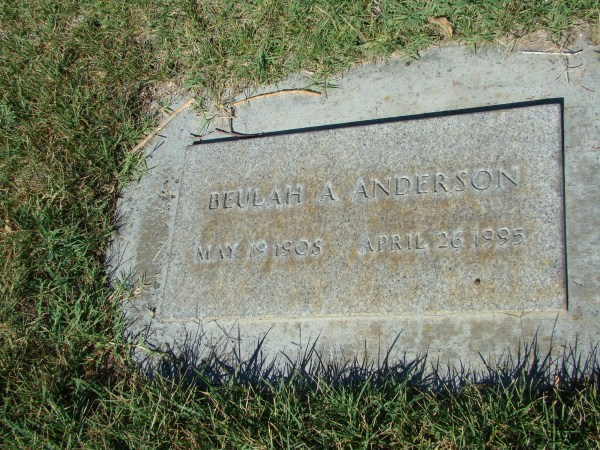 BEULAH A ANDERSON
MAY 19 1908 APRIL 26 1995